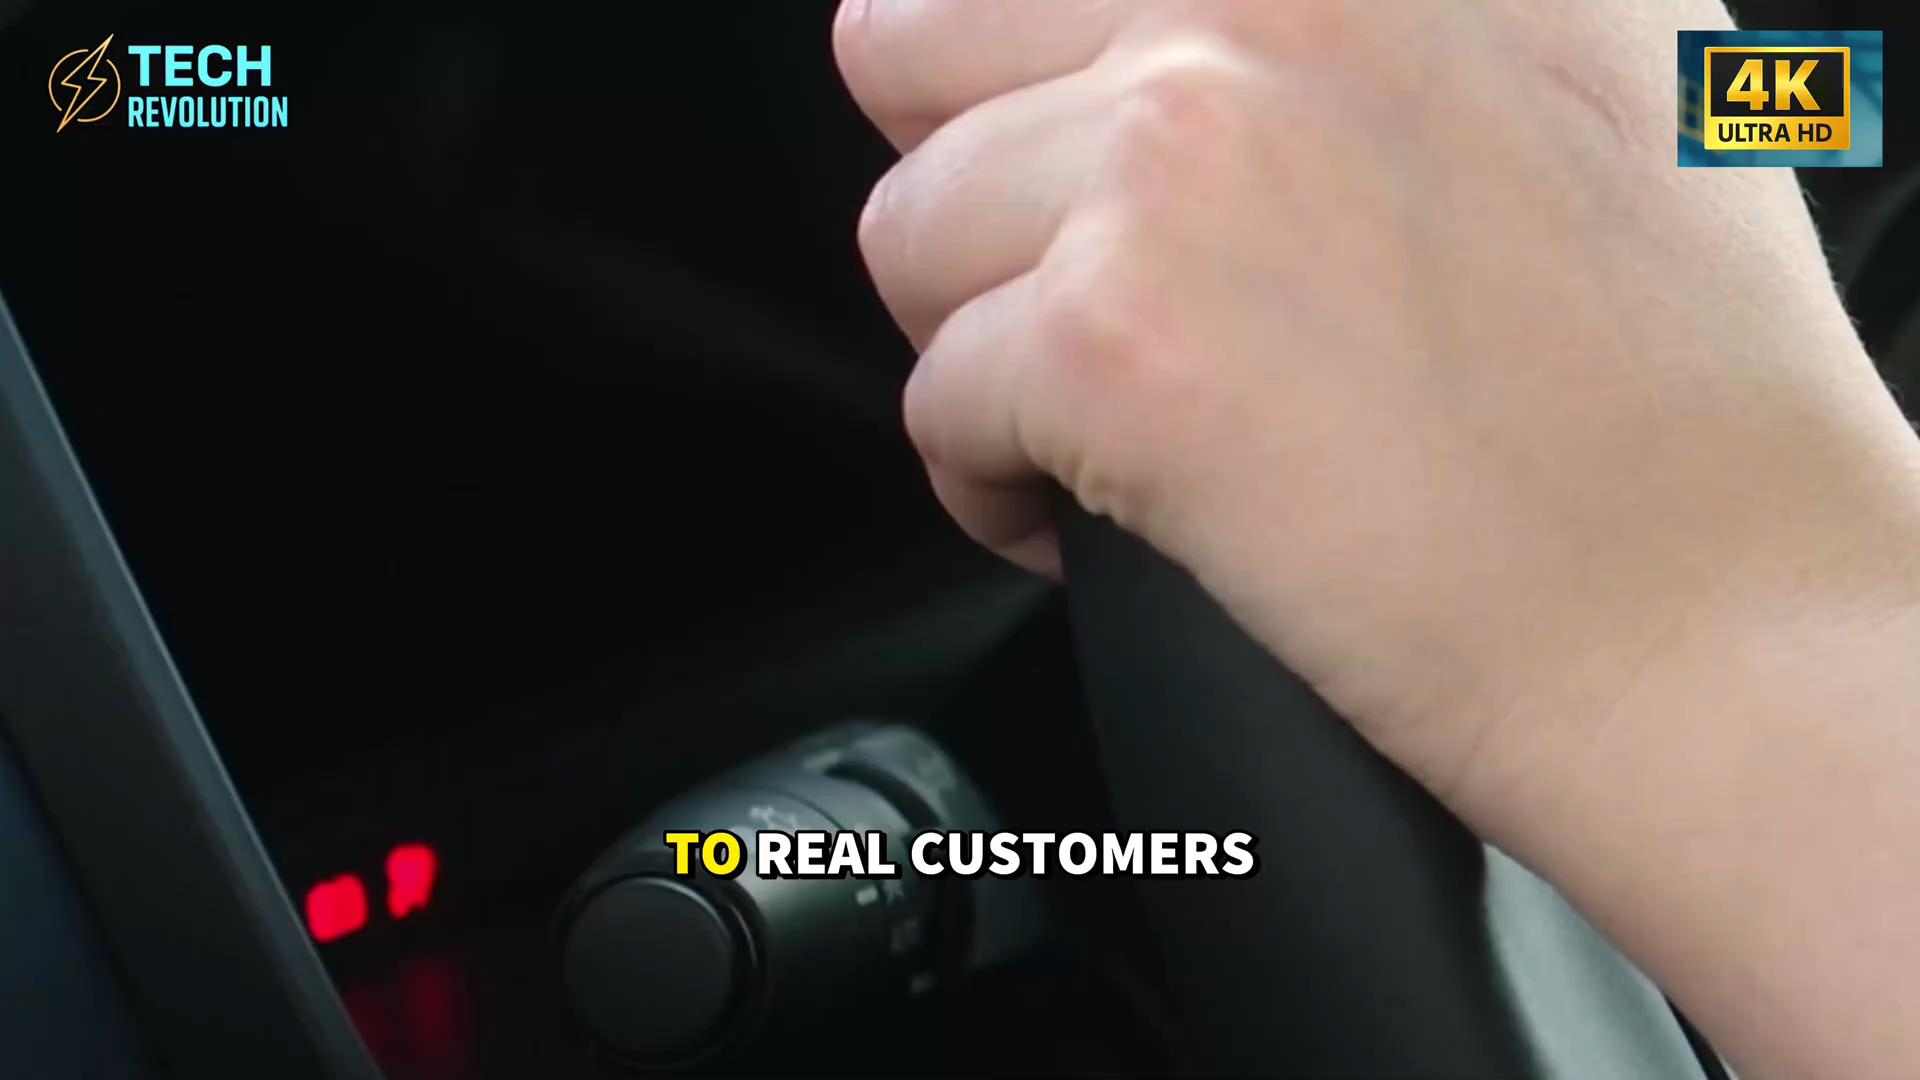 TECH
REVOLUTION
4K
ULTRA HD
TO REAL CUSTOMERS